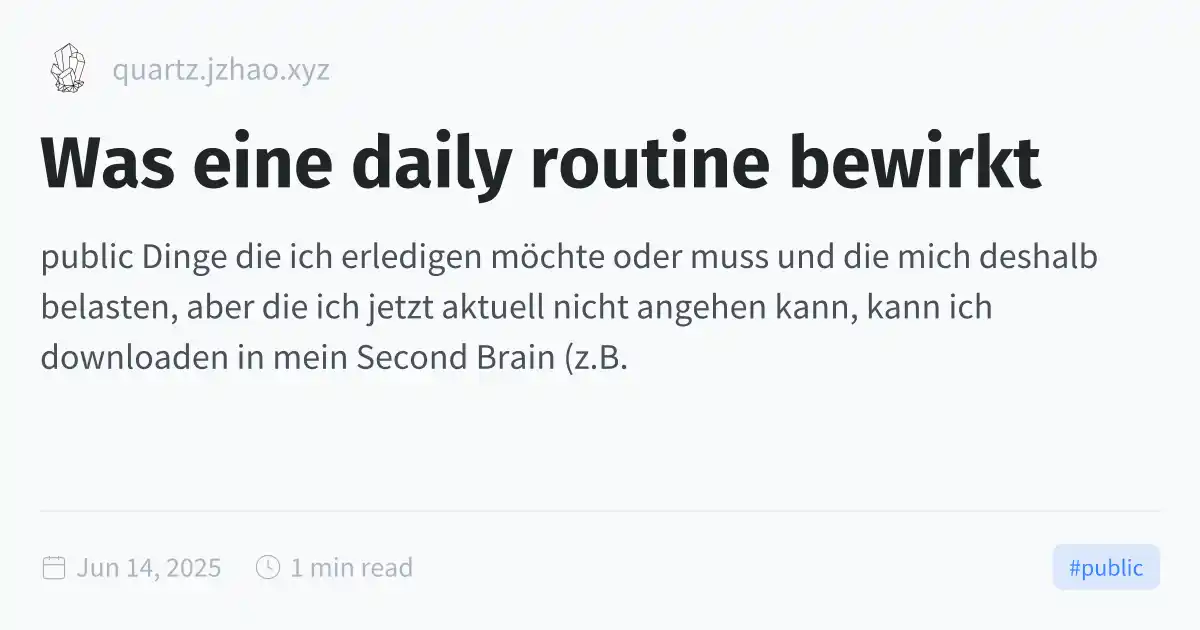 quartz.jzhao.xyz
Was eine daily routine bewirkt
public Dinge die ich erledigen möchte oder muss und die mich deshalb
belasten, aber die ich jetzt aktuell nicht angehen kann, kann ich
downloaden in mein Second Brain (z.B.
Jun 14, 2025 1 min read #public